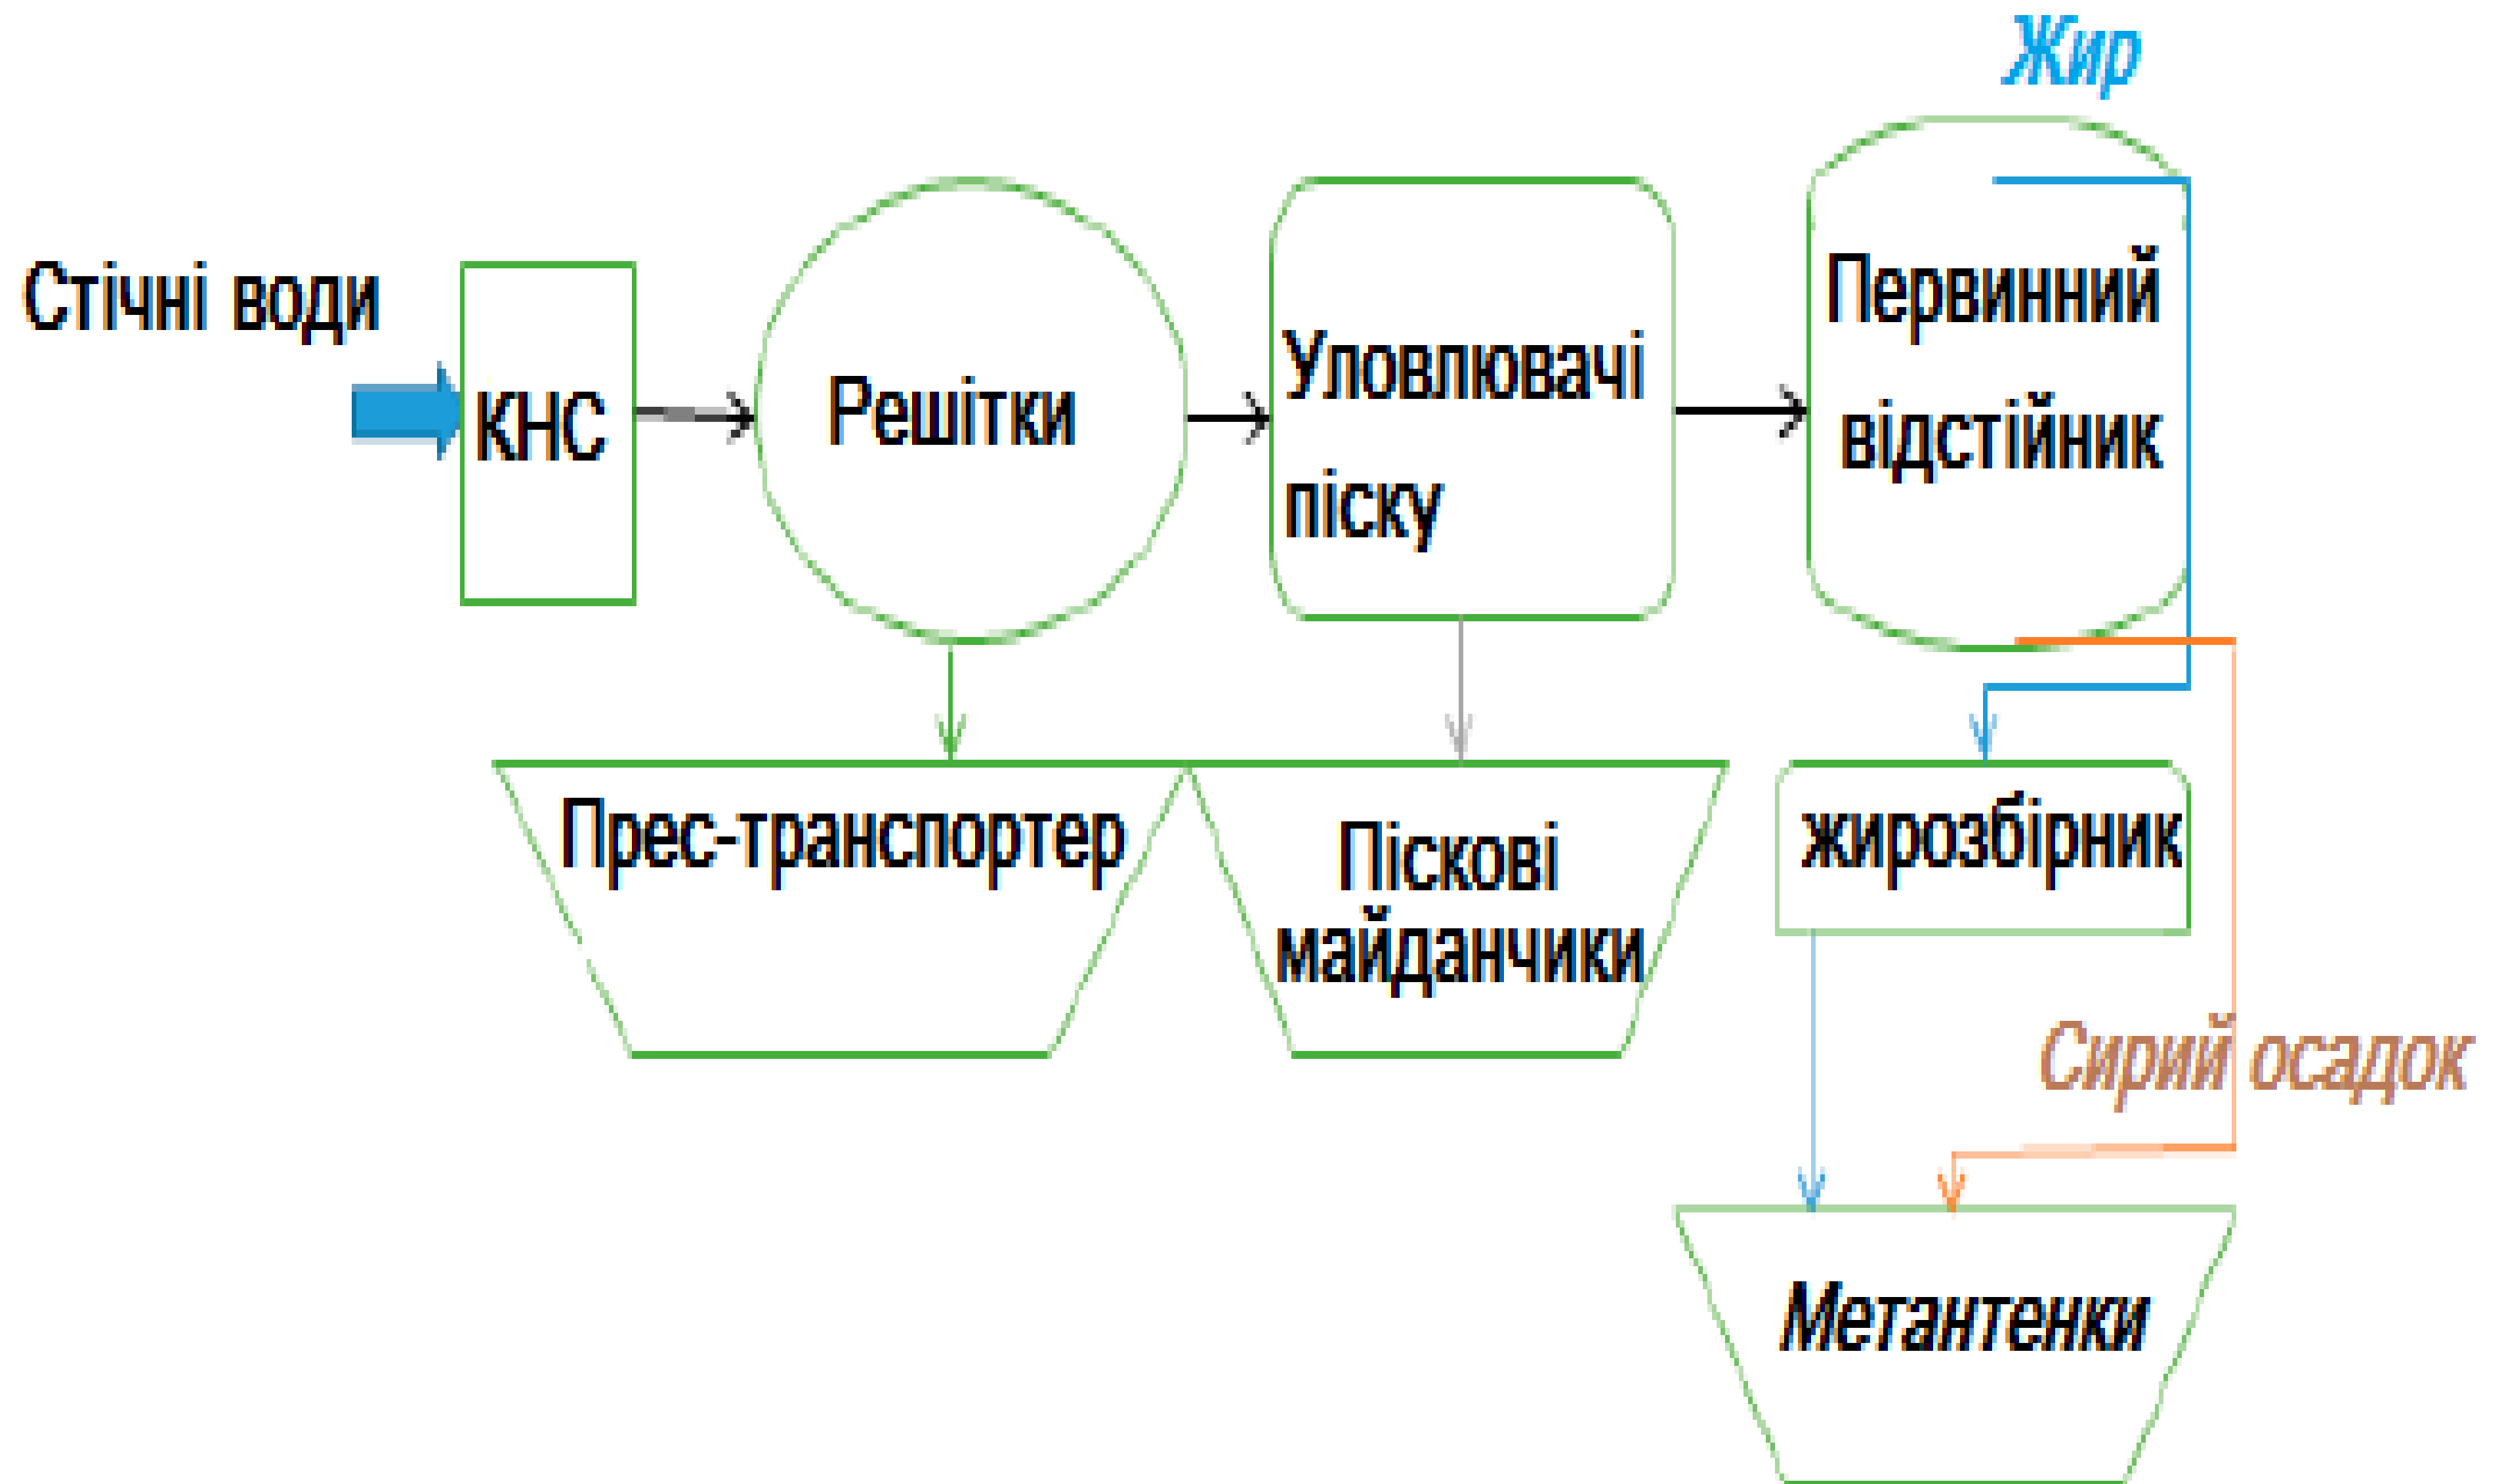 Жир
Стічні води
КНС
Решітки
Уловлювачі
піску
Первинний
відстійник
Прес-транспортер
Піскові
майданчики
жирозбірник
Сирий осадок
Метантенки